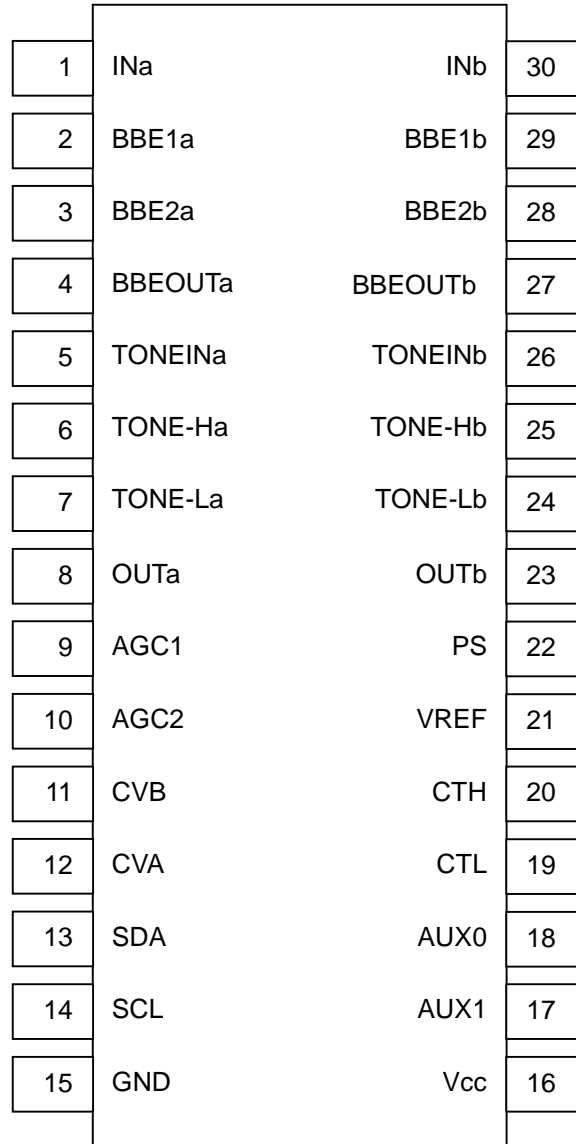 1 INa INb 30
2 BBE1a BBE1b 29
3 BBE2a BBE2b 28
4 BBEOUTa BBEOUTb 27
5 TONEINa TONEINb 26
6 TONE-Ha TONE-Hb 25
7 TONE-La TONE-Lb 24
8 OUTa OUTb 23
9 AGC1 PS 22
10 AGC2 VREF 21
11 CVB CTH 20
12 CVA CTL 19
13 SDA AUX0 18
14 SCL AUX1 17
15 GND Vcc 16